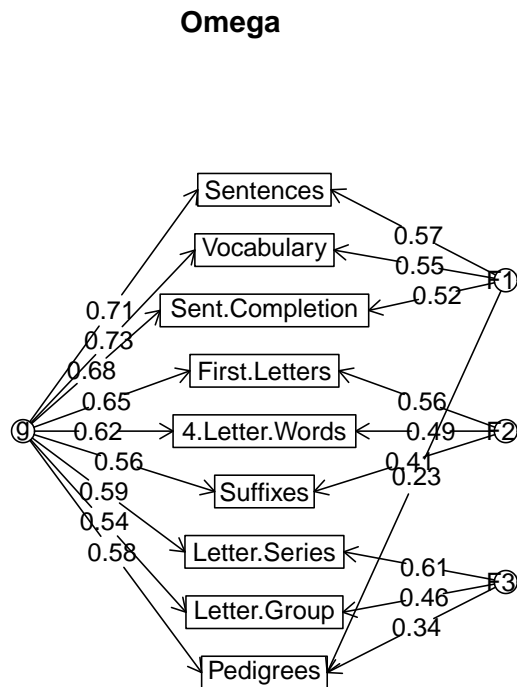 Omega
Sentences
0.57
Vocabulary
0.55
F1
Sent.Completion
0.52
0.71
0.73
0.68
First.Letters
0.65
0.56
g
0.62
4.Letter.Words
0.49
F2
0.56
0.41
0.23
Suffixes
0.59
0.54
0.58
Letter.Series
0.61
F3
Letter.Group
0.46
0.34
Pedigrees